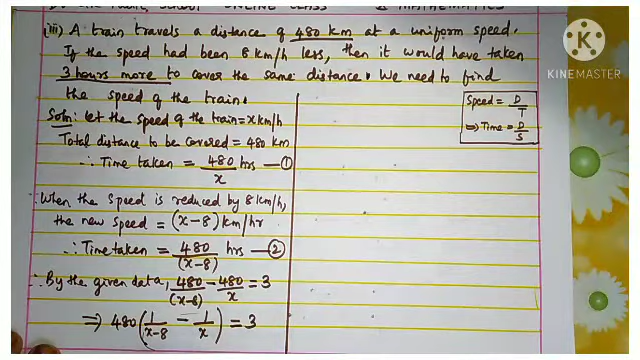 ONLINE CLASS MATHEMATICS
(iii) A train travels a distance of 480 km at a uniform speed.
If the speed had been 8 km/h less, then it would have taken
3 hours more to cover the same distance. We need to find
the speed of the train.
Soln: Let the speed of the train = x km/h
Total distance to be covered = 480 km
∴ Time taken = 480/x hrs —①
∴ When the speed is reduced by 8 km/h,
the new speed = (x-8) km/hr
∴ Time taken = 480/(x-8) hrs —②
∴ By the given data, 480/(x-8) - 480/x = 3
⇒ 480(1/(x-8) - 1/x) = 3
Speed = D/T
⇒ Time = D/S
KINEMASTER